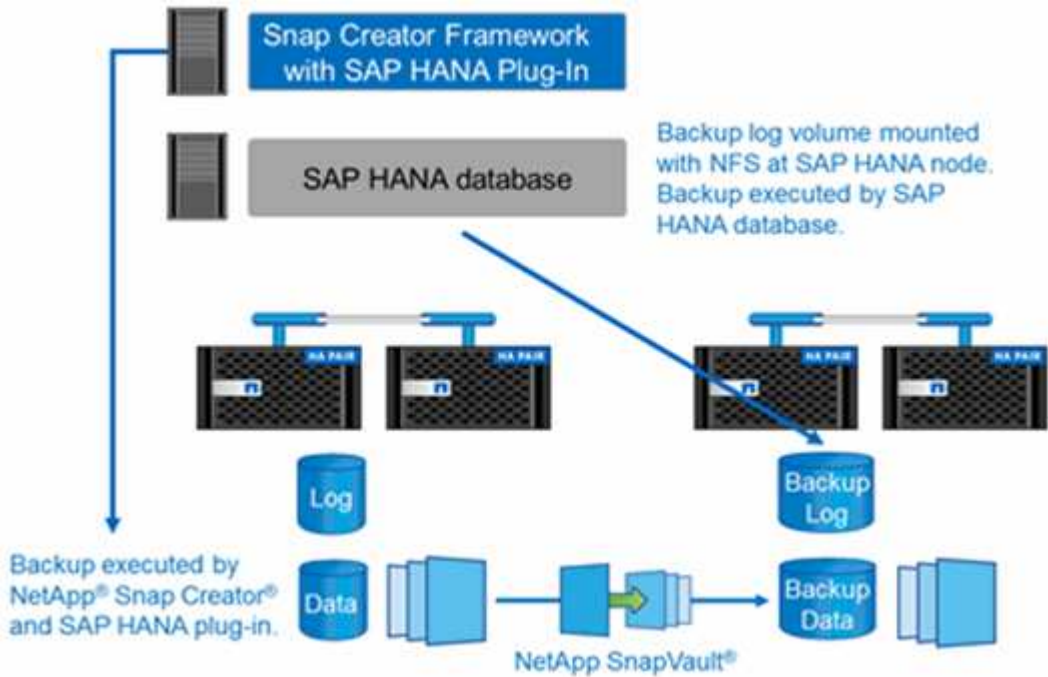 Snap Creator Framework
with SAP HANA Plug-In
SAP HANA database
Backup log volume mounted
with NFS at SAP HANA node.
Backup executed by SAP
HANA database.
HA PAIR
HA PAIR
HA PAIR
HA PAIR
Log
Backup
Log
Backup executed by
NetApp® Snap Creator®
and SAP HANA plug-in.
Data
Backup
Data
NetApp SnapVault®